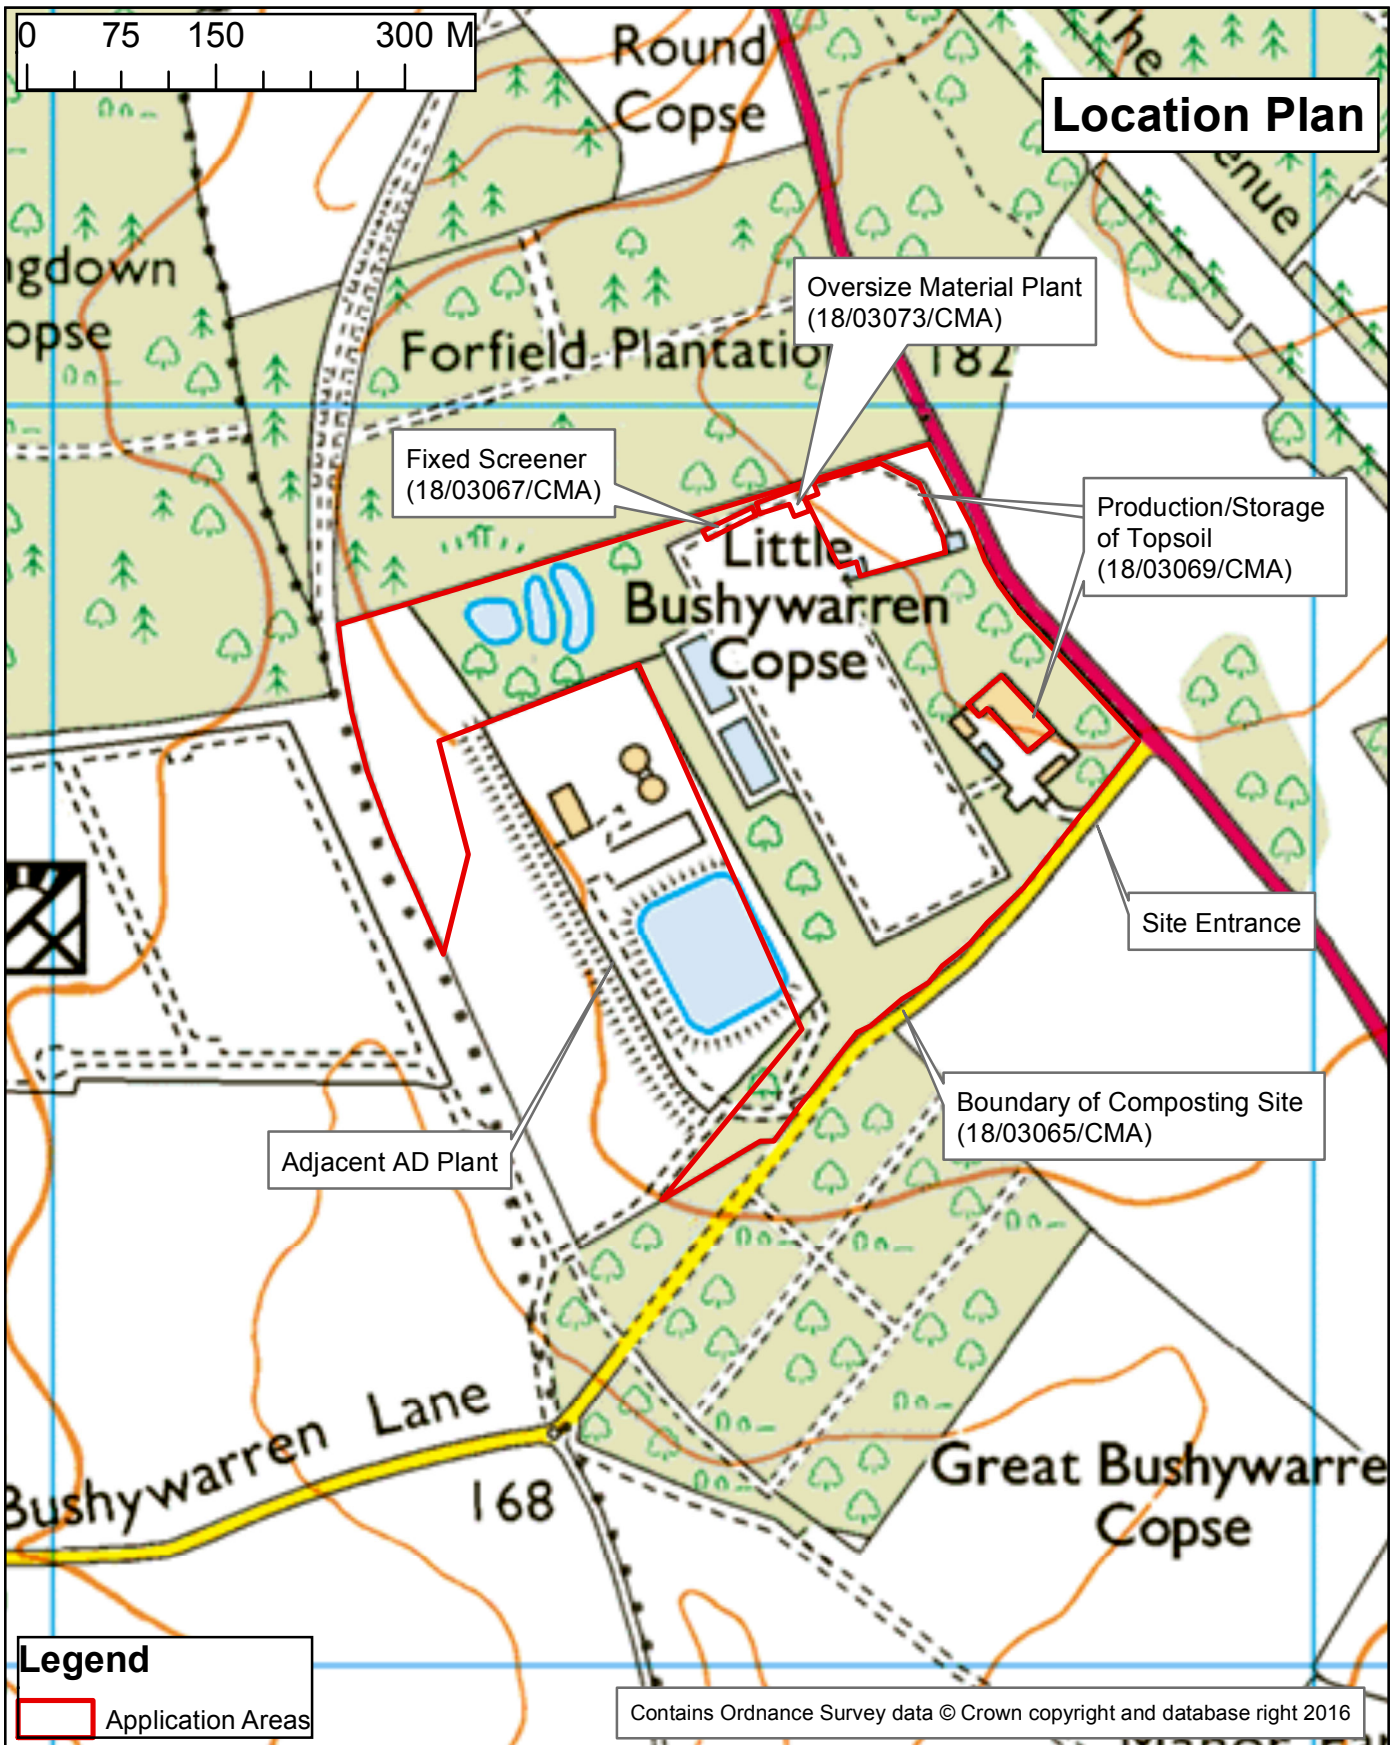 0 75 150 300 M
Round
Copse
The
Location Plan
enue
ngdown
opse
Oversize Material Plant
(18/03073/CMA)
Forfield Plantatio
182
Fixed Screener
(18/03067/CMA)
Production/Storage
of Topsoil
(18/03069/CMA)
Little
Bushywarren
Copse
Site Entrance
Boundary of Composting Site
(18/03065/CMA)
Adjacent AD Plant
Bushywarren Lane
168
Great Bushywarre
Copse
Legend
Application Areas
Contains Ordnance Survey data © Crown copyright and database right 2016